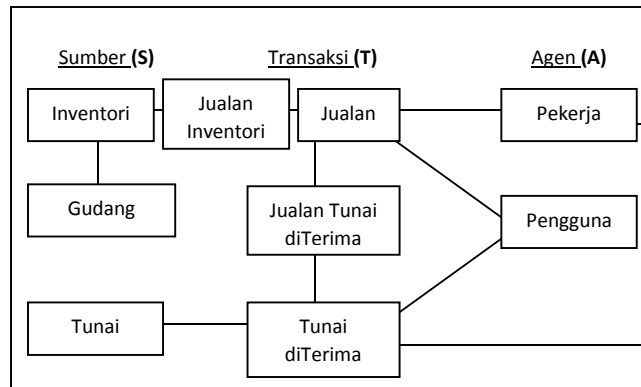 Sumber (S)
Transaksi (T)
Agen (A)
Inventori
Jualan
Inventori
Jualan
Pekerja
Gudang
Jualan Tunai
diTerima
Pengguna
Tunai
Tunai
diTerima